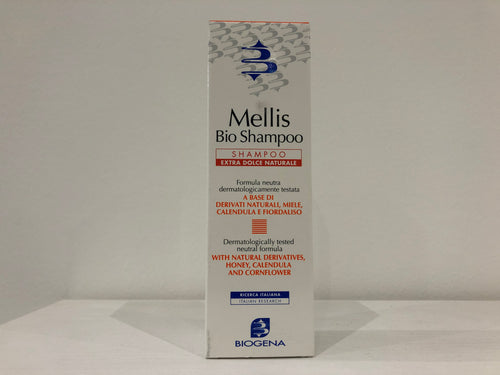 Mellis
Bio Shampoo
SHAMPOO
EXTRA DOLCE NATURALE
Formula neutra
dermatologicamente testata
A BASE DI
DERIVATI NATURALI, MIELE,
CALENDULA E FIORDALISO
Dermatologically tested
neutral formula
WITH NATURAL DERIVATIVES,
HONEY, CALENDULA
AND CORNFLOWER
RICERCA ITALIANA
ITALIAN RESEARCH
BIOGENA